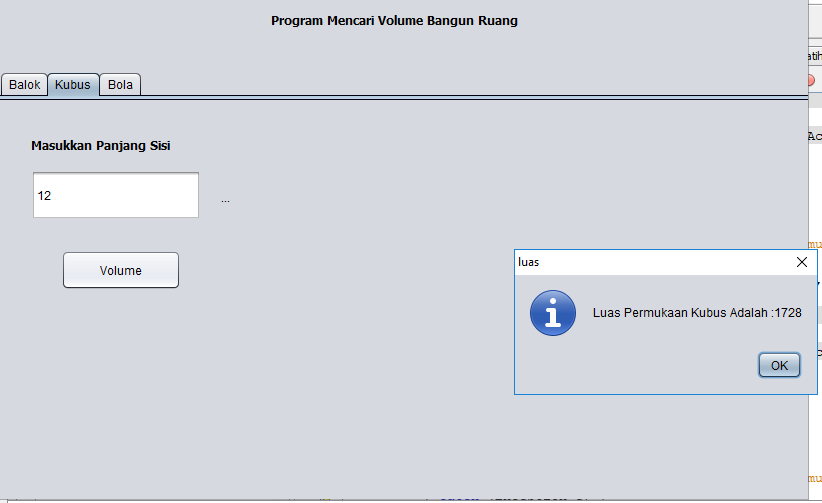 Program Mencari Volume Bangun Ruang
Balok Kubus Bola
Masukkan Panjang Sisi
12
...
Volume
luas
Luas Permukaan Kubus Adalah :1728
OK